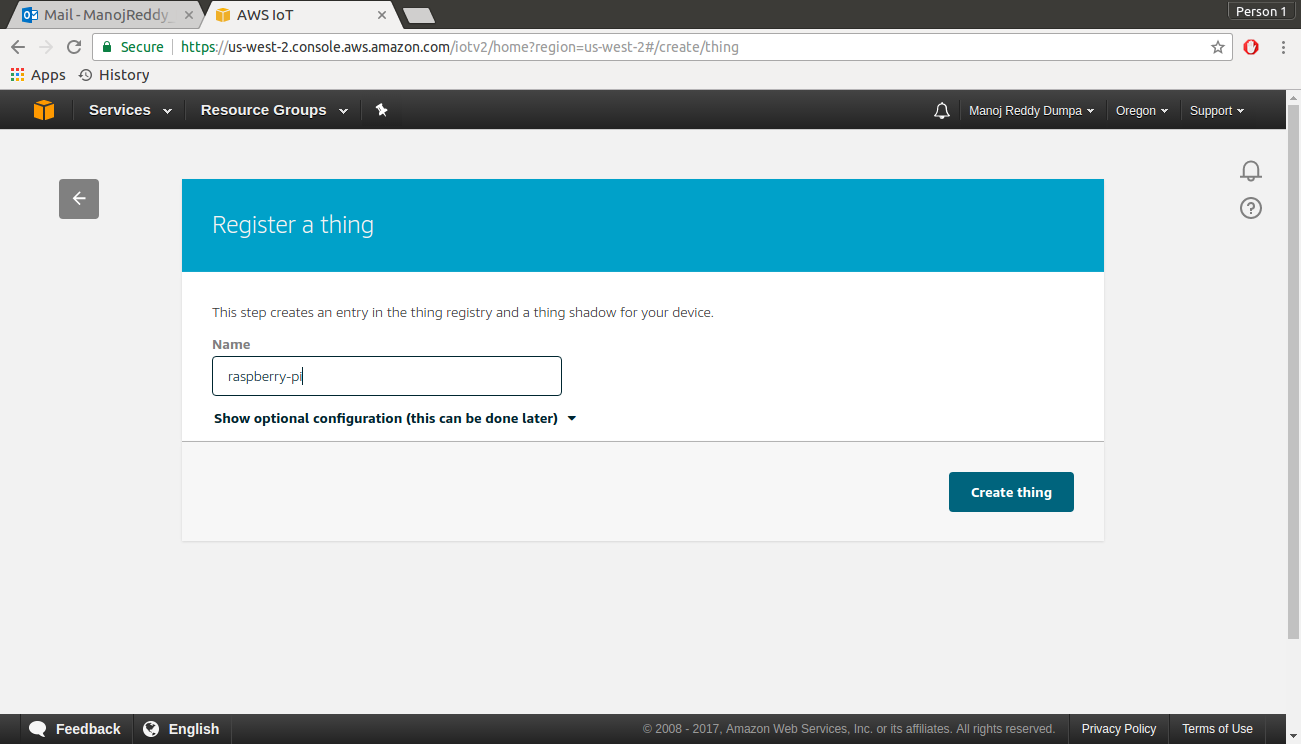 Mail - ManojReddy_
AWS IoT
Person 1
Secure
https://us-west-2.console.aws.amazon.com/iotv2/home?region=us-west-2#/create/thing
Apps
History
Services
Resource Groups
Manoj Reddy Dumpa
Oregon
Support
Register a thing
This step creates an entry in the thing registry and a thing shadow for your device.
Name
raspberry-pi
Show optional configuration (this can be done later)
Create thing
Feedback
English
© 2008 - 2017, Amazon Web Services, Inc. or its affiliates. All rights reserved.
Privacy Policy
Terms of Use